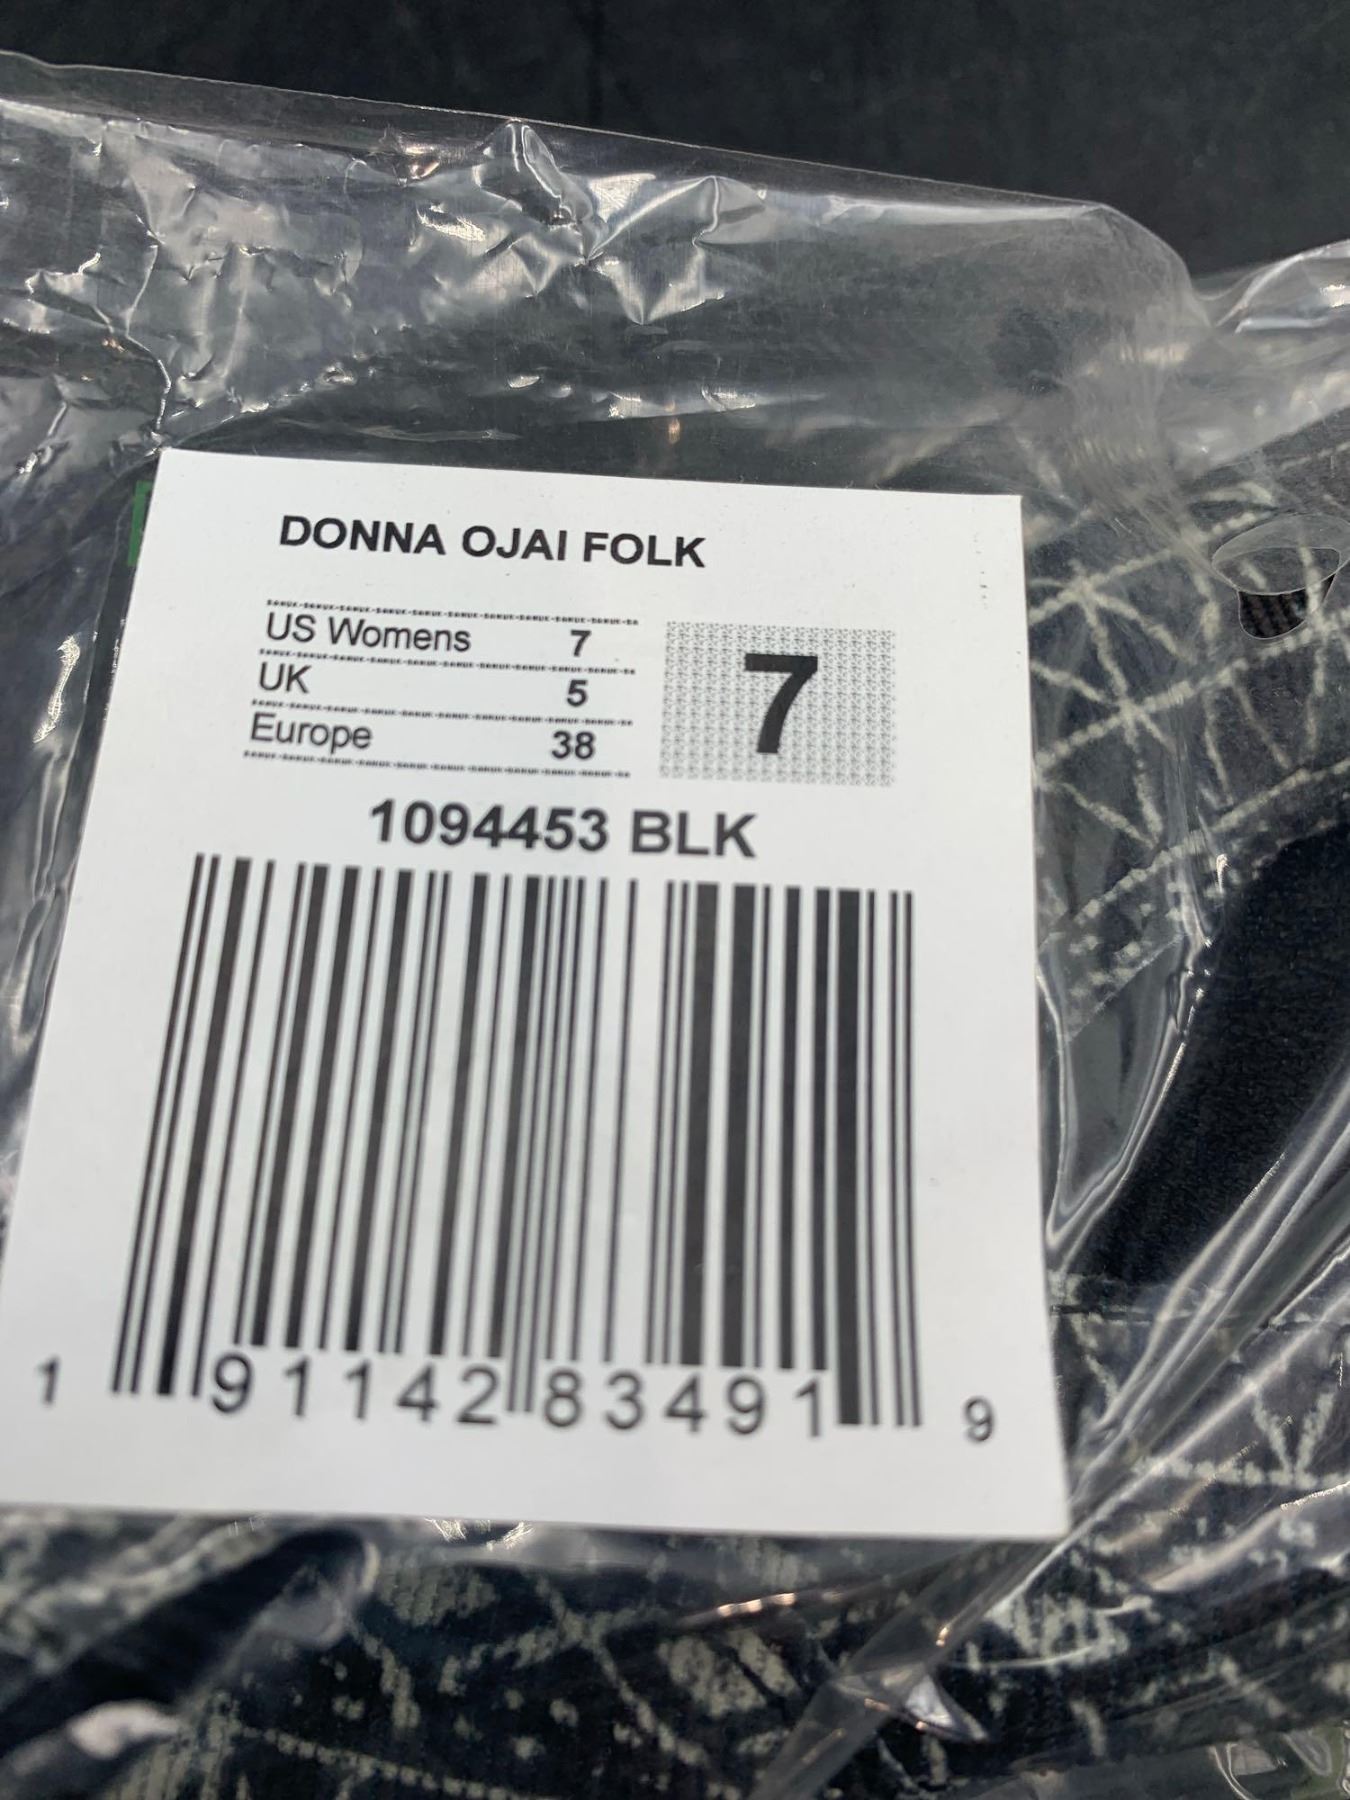 DONNA OJAI FOLK
US Womens 7
UK 5
Europe 38
7
1094453 BLK
1 91142 83491 9